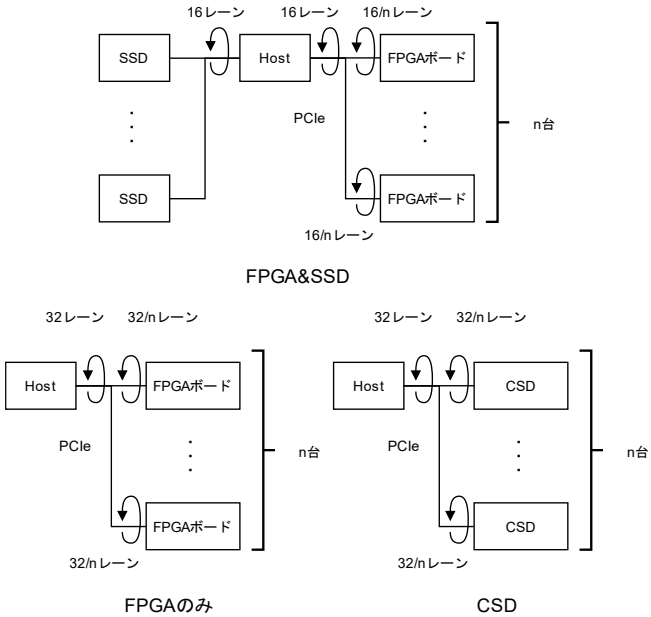 16レーン 16レーン 16/nレーン
SSD Host FPGAボード
PCIe n台
SSD FPGAボード
16/nレーン
FPGA&SSD
32レーン 32/nレーン 32レーン 32/nレーン
Host FPGAボード Host CSD
PCIe n台 PCIe n台
FPGAボード CSD
32/nレーン 32/nレーン
FPGAのみ CSD